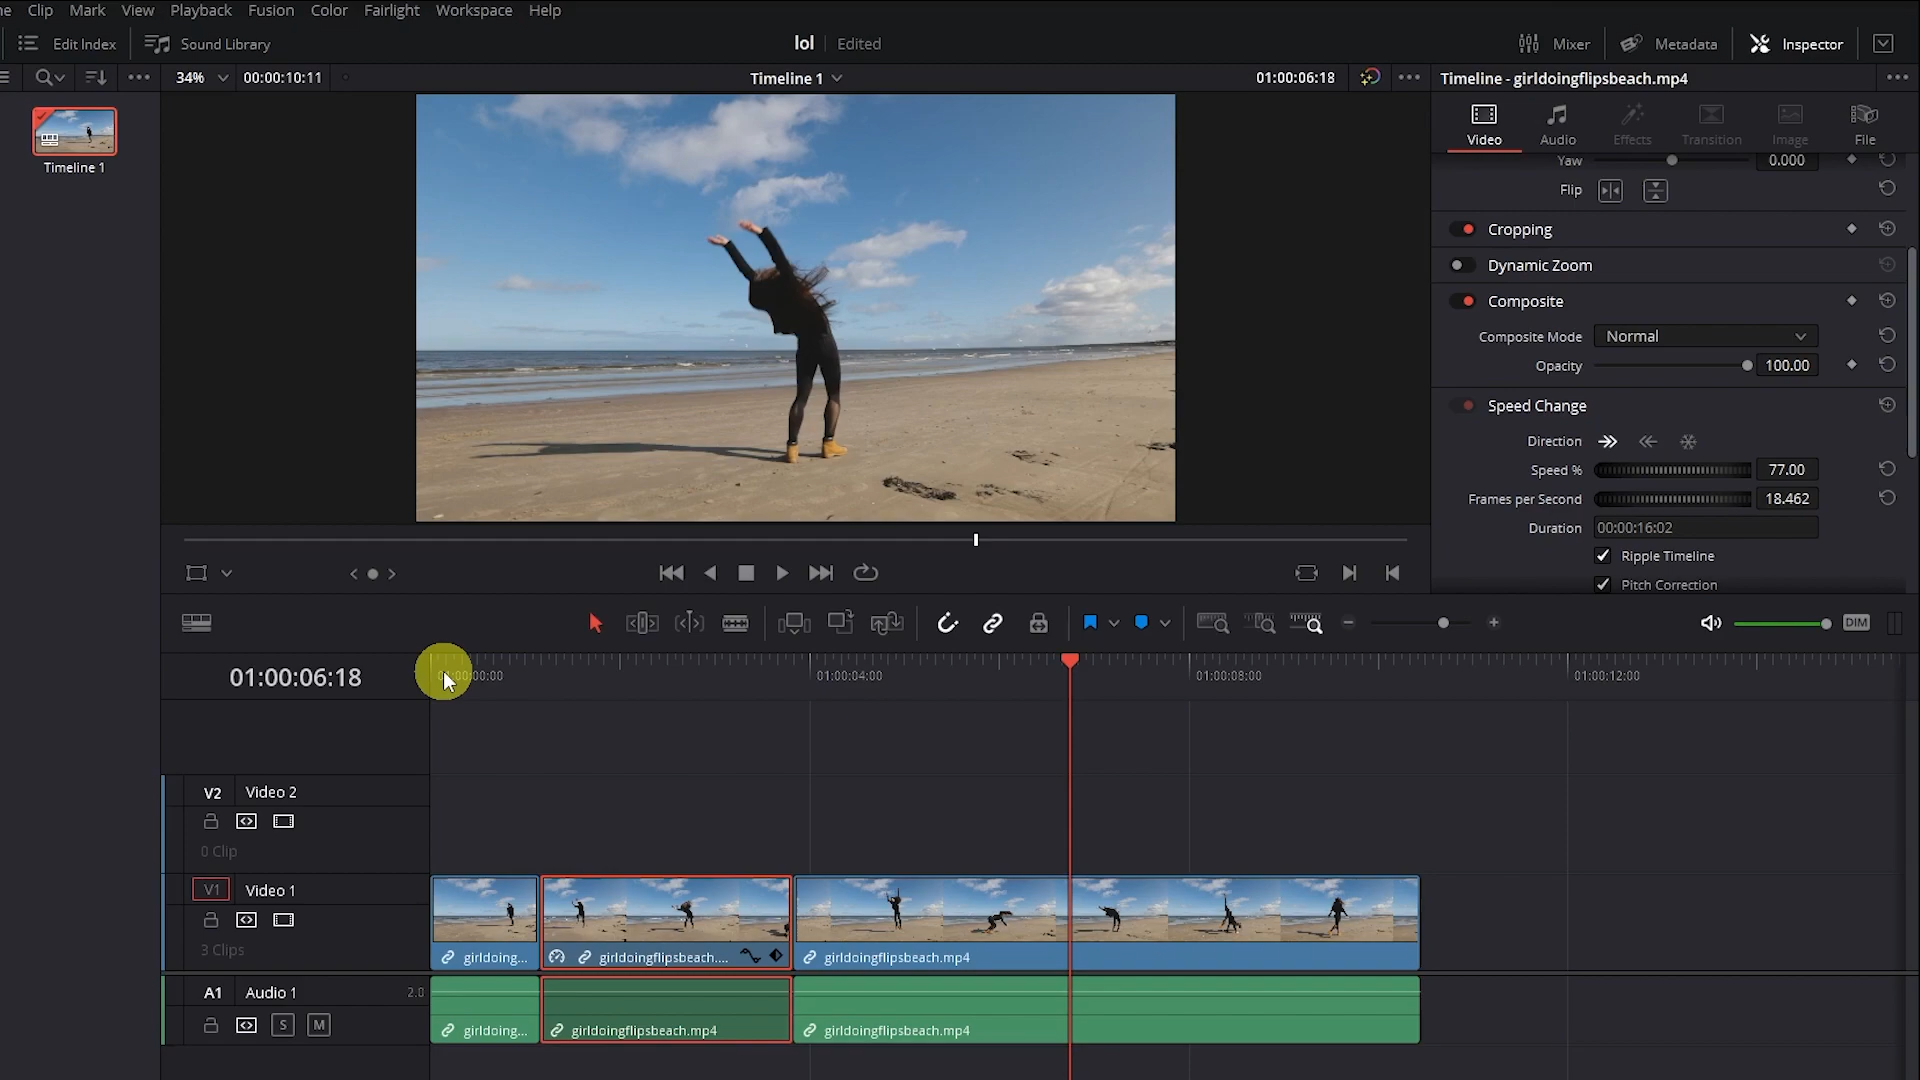 Clip Mark View Playback Fusion Color Fairlight Workspace Help
Edit Index Sound Library lol Edited Mixer Metadata Inspector
34% 00:00:10:11 Timeline 1 01:00:06:18 Timeline - girldoingflipsbeach.mp4
Video Audio Effects Transition Image File
Timeline 1
Yaw 0.000
Flip
Cropping
Dynamic Zoom
Composite
Composite Mode Normal
Opacity 100.00
Speed Change
Direction
Speed % 77.00
Frames per Second 18.462
Duration 00:00:16:02
Ripple Timeline
Pitch Correction
DIM
01:00:06:18
01:00:04:00 01:00:08:00 01:00:12:00
V2 Video 2
0 Clip
V1 Video 1
3 Clips
girldoing... girldoingflipsbeach.... girldoingflipsbeach.mp4
A1 Audio 1 2.0
S M
girldoing... girldoingflipsbeach.mp4 girldoingflipsbeach.mp4